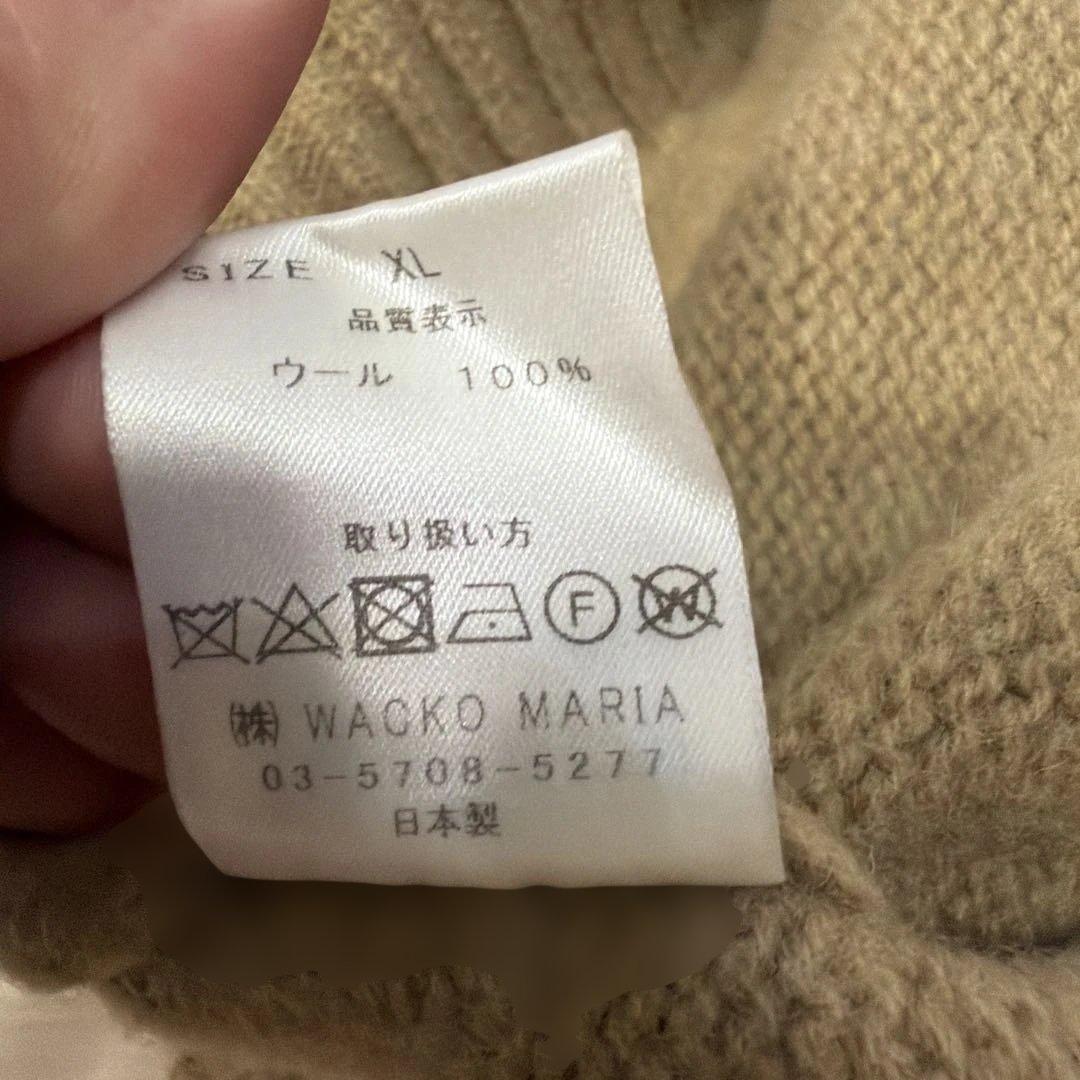 SIZE XL
品質表示
ウール 100%
取り扱い方
F W
㈱ WACKO MARIA
03-5708-5277
日本製